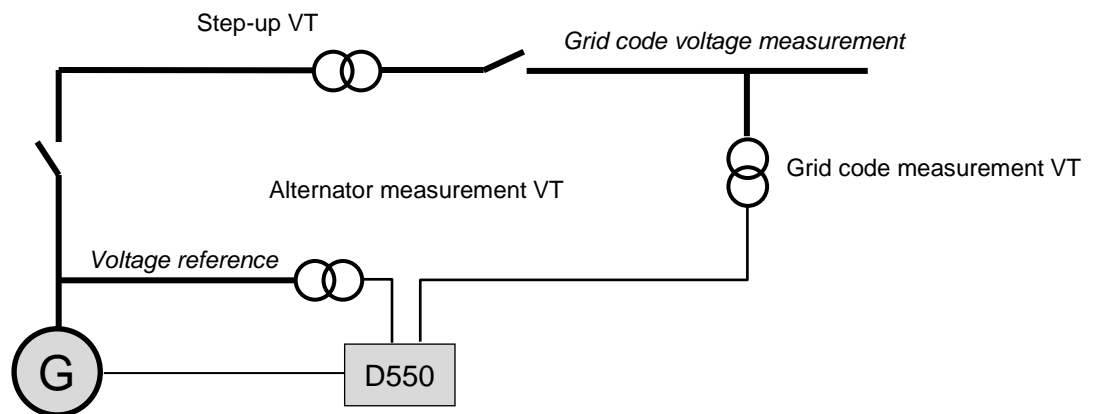 Step-up VT
Grid code voltage measurement
Grid code measurement VT
Alternator measurement VT
Voltage reference
G
D550